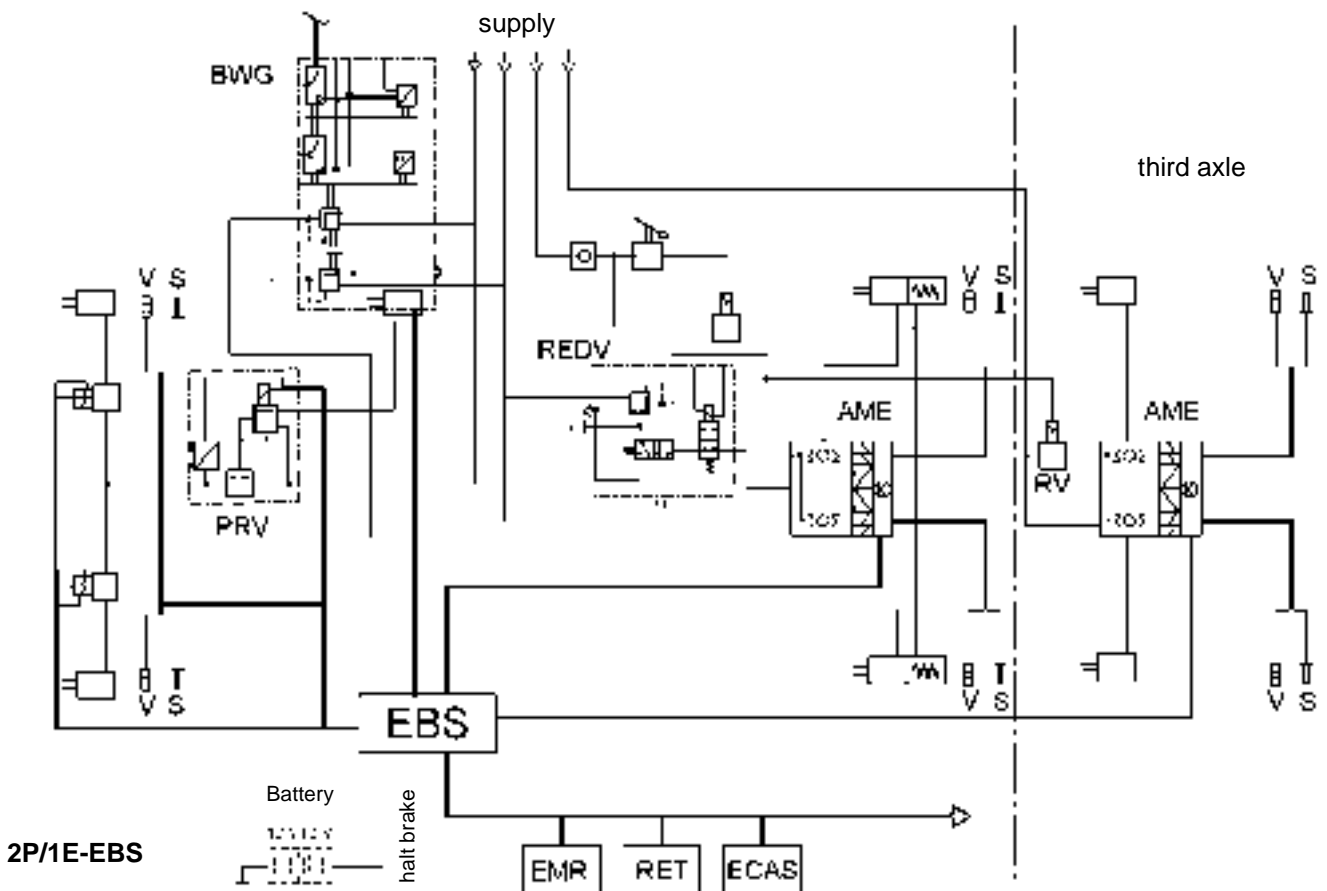 supply
BWG
third axle
V S
V S
V S
REDV
AME
AME
RV
PRV
V S
V S
V S
EBS
Battery
halt brake
2P/1E-EBS
EMR
RET
ECAS